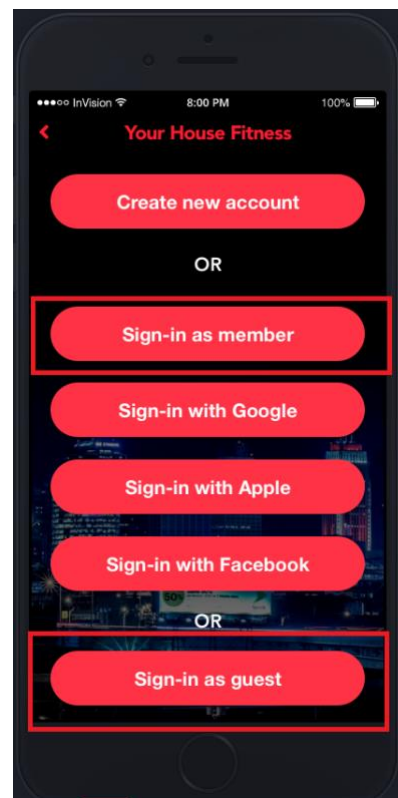 InVision 8:00 PM 100%
Your House Fitness
Create new account
OR
Sign-in as member
Sign-in with Google
Sign-in with Apple
Sign-in with Facebook
50%
OR
Sign-in as guest